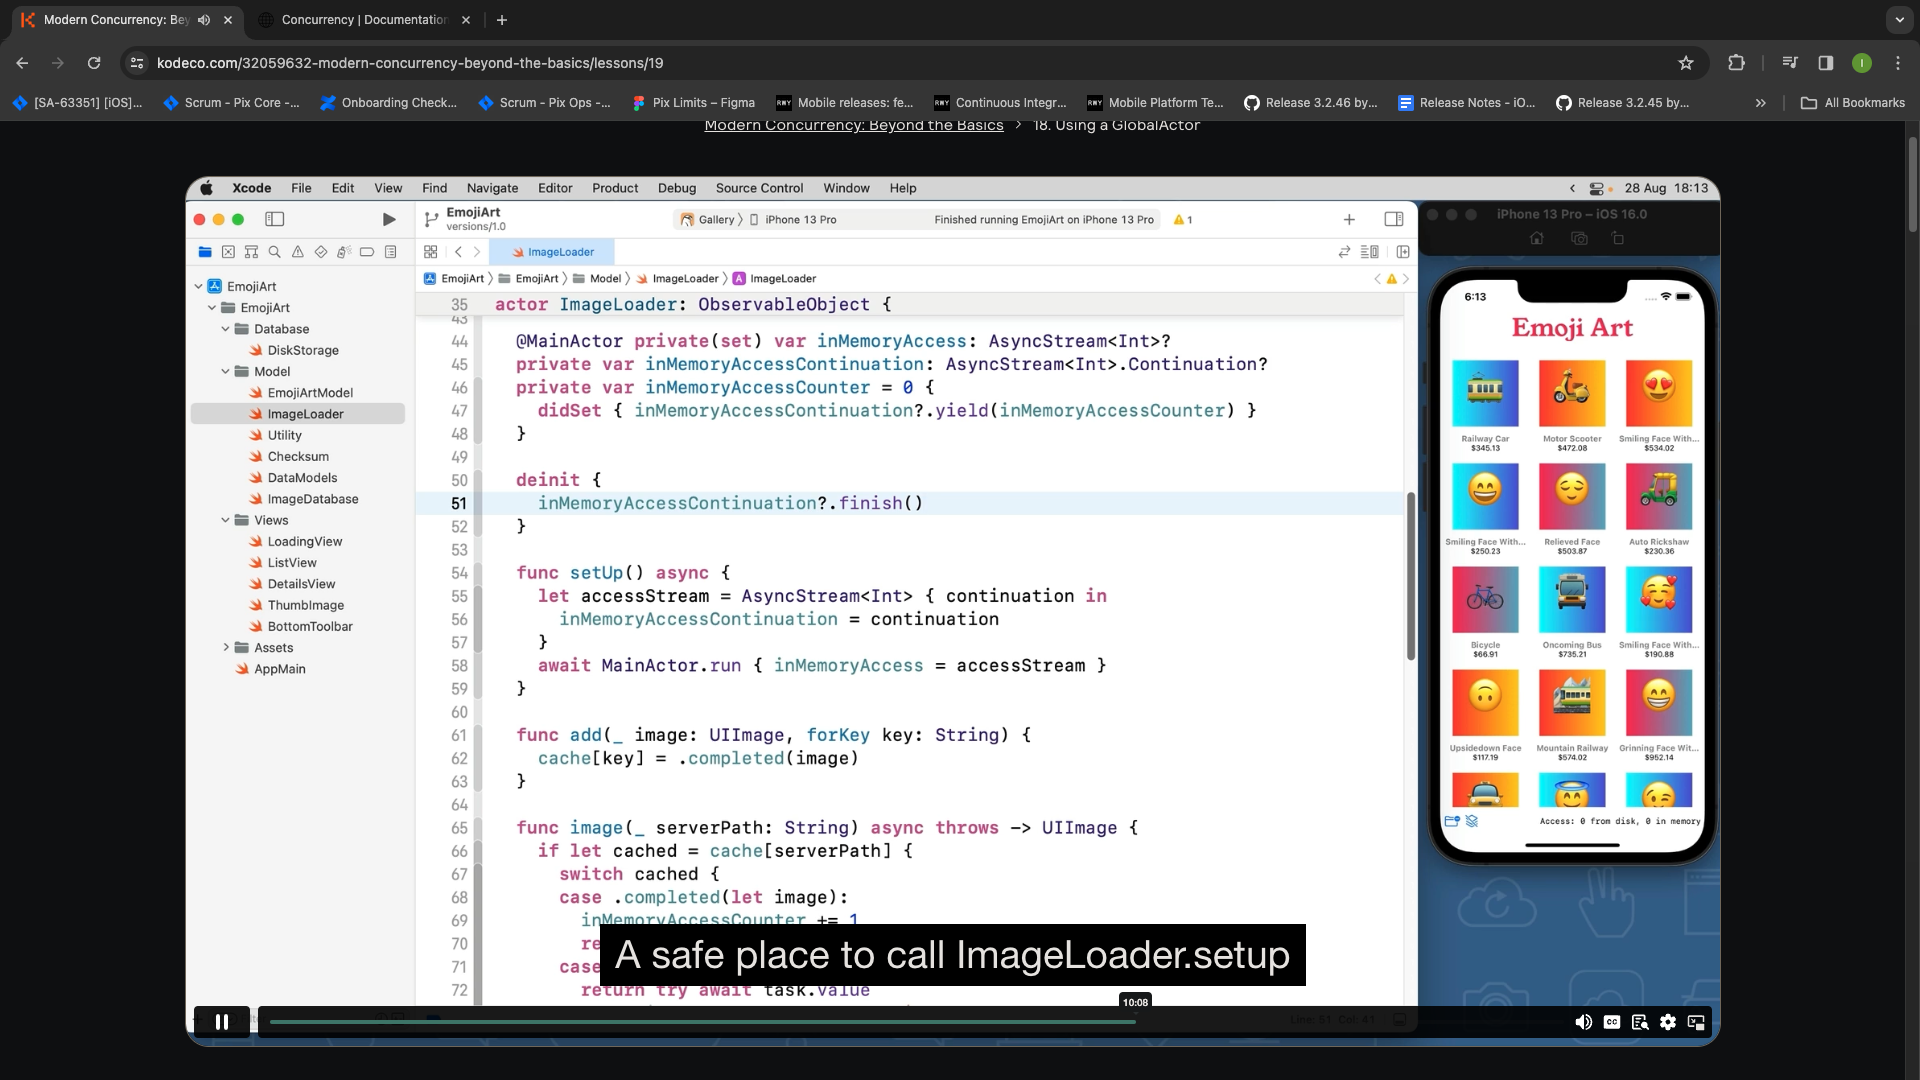 Modern Concurrency: Bey
Concurrency | Documentation
kodeco.com/32059632-modern-concurrency-beyond-the-basics/lessons/19
I
[SA-63351] [iOS]...
Scrum - Pix Core -...
Onboarding Check...
Scrum - Pix Ops -...
Pix Limits – Figma
RWY Mobile releases: fe...
RWY Continuous Integr...
RWY Mobile Platform Te...
Release 3.2.46 by...
Release Notes - iO...
Release 3.2.45 by...
All Bookmarks
Modern Concurrency: Beyond the Basics > 18. Using a GlobalActor
Xcode File Edit View Find Navigate Editor Product Debug Source Control Window Help
28 Aug 18:13
EmojiArt
versions/1.0
Gallery iPhone 13 Pro
Finished running EmojiArt on iPhone 13 Pro
1
ImageLoader
EmojiArt EmojiArt Model ImageLoader A ImageLoader
EmojiArt
EmojiArt
Database
DiskStorage
Model
EmojiArtModel
ImageLoader
Utility
Checksum
DataModels
ImageDatabase
Views
LoadingView
ListView
DetailsView
ThumbImage
BottomToolbar
Assets
AppMain
35 actor ImageLoader: ObservableObject {
43
44 @MainActor private(set) var inMemoryAccess: AsyncStream<Int>?
45 private var inMemoryAccessContinuation: AsyncStream<Int>.Continuation?
46 private var inMemoryAccessCounter = 0 {
47 didSet { inMemoryAccessContinuation?.yield(inMemoryAccessCounter) }
48 }
49
50 deinit {
51 inMemoryAccessContinuation?.finish()
52 }
53
54 func setUp() async {
55 let accessStream = AsyncStream<Int> { continuation in
56 inMemoryAccessContinuation = continuation
57 }
58 await MainActor.run { inMemoryAccess = accessStream }
59 }
60
61 func add(_ image: UIImage, forKey key: String) {
62 cache[key] = .completed(image)
63 }
64
65 func image(_ serverPath: String) async throws -> UIImage {
66 if let cached = cache[serverPath] {
67 switch cached {
68 case .completed(let image):
69 inMemoryAccessCounter += 1
70 re
71 case
72 return try await task.value
A safe place to call ImageLoader.setup
10:08
Line: 51 Col: 41
CC
iPhone 13 Pro – iOS 16.0
6:13
Emoji Art
Railway Car
$345.13
Motor Scooter
$472.08
Smiling Face With...
$534.02
Smiling Face With...
$250.23
Relieved Face
$503.87
Auto Rickshaw
$230.36
Bicycle
$66.91
Oncoming Bus
$735.21
Smiling Face With...
$190.88
Upsidedown Face
$117.19
Mountain Railway
$574.02
Grinning Face Wit...
$952.14
Access: 0 from disk, 0 in memory